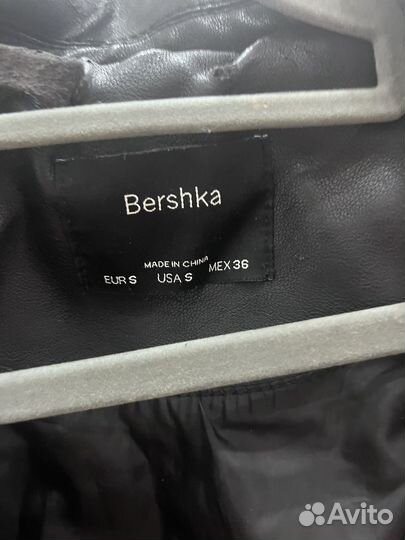 Bershka
MADE IN CHINA
EUR S USA S MEX 36
Avito